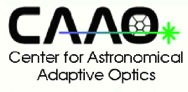 CAAO
Center for Astronomical
Adaptive Optics